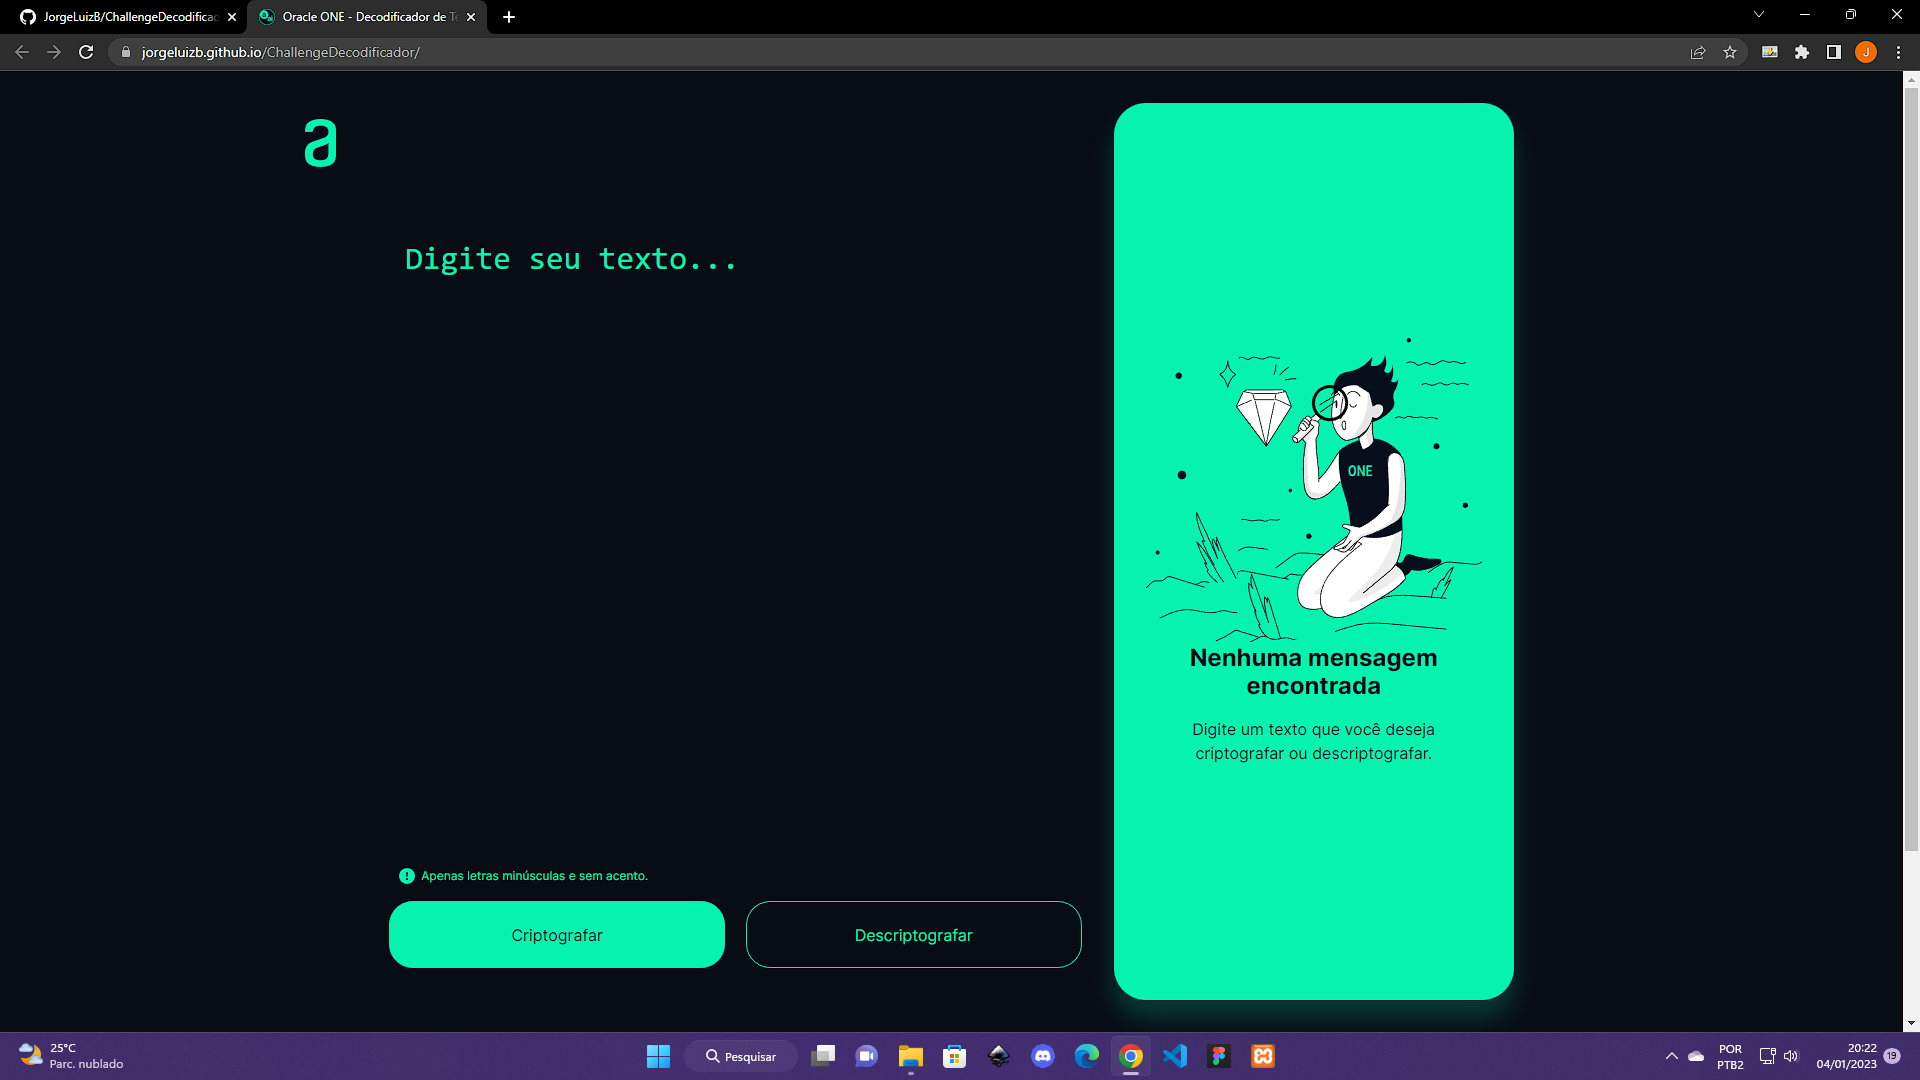 JorgeLuizB/ChallengeDecodificad
Oracle ONE - Decodificador de Te
jorgeluizb.github.io/ChallengeDecodificador/
J
a
Digite seu texto...
ONE
Nenhuma mensagem
encontrada
Digite um texto que você deseja
criptografar ou descriptografar.
Apenas letras minúsculas e sem acento.
Criptografar
Descriptografar
25°C
Parc. nublado
Pesquisar
POR
PTB2
20:22
04/01/2023
19